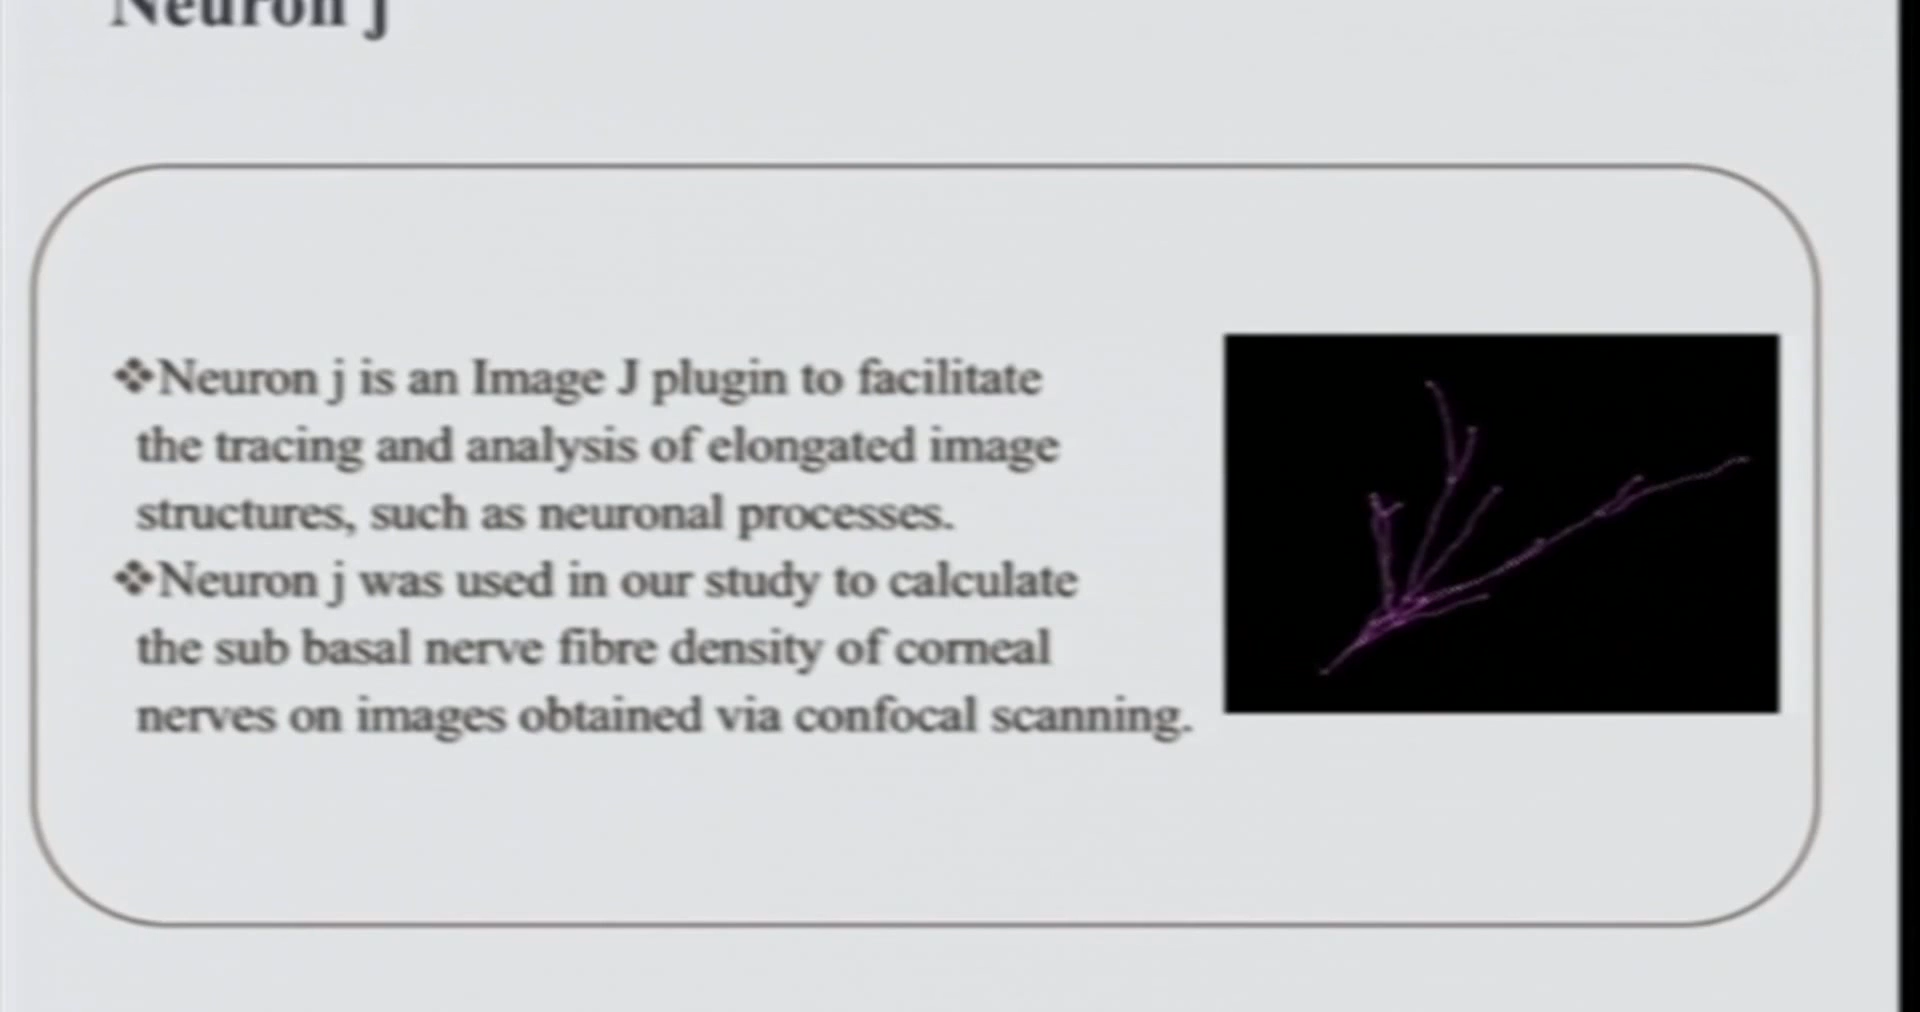 Neuron j
❖Neuron j is an Image J plugin to facilitate
the tracing and analysis of elongated image
structures, such as neuronal processes.
❖Neuron j was used in our study to calculate
the sub basal nerve fibre density of corneal
nerves on images obtained via confocal scanning.